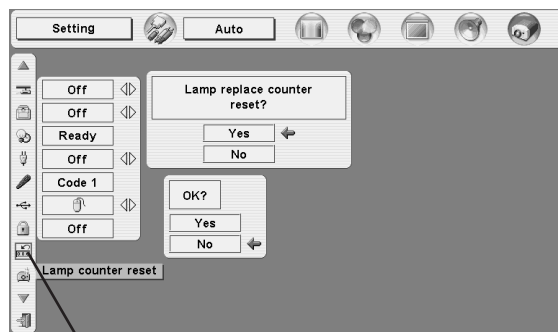 Setting
Auto
Off
Off
Ready
Off
Code 1
Off
Lamp replace counter
reset?
Yes
No
OK?
Yes
No
Lamp counter reset